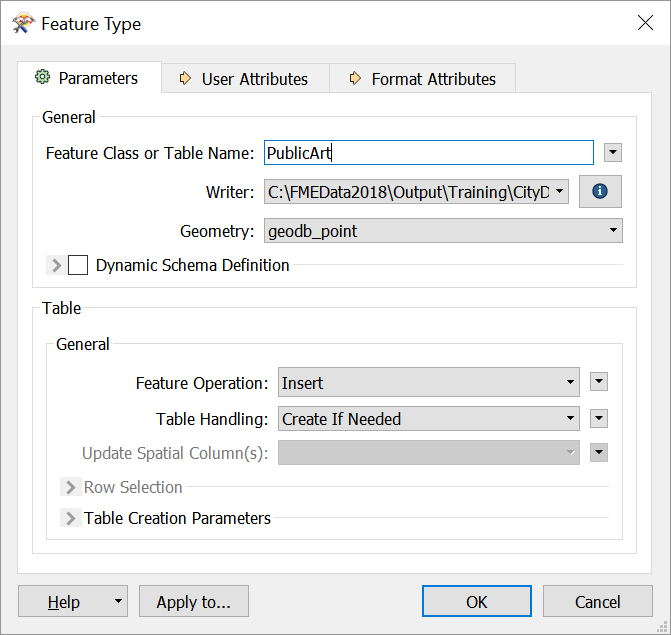 Feature Type
Parameters
User Attributes
Format Attributes
General
Feature Class or Table Name: PublicArt
Writer: C:\FMEData2018\Output\Training\CityD
Geometry: geodb_point
Dynamic Schema Definition
Table
General
Feature Operation: Insert
Table Handling: Create If Needed
Update Spatial Column(s):
Row Selection
Table Creation Parameters
Help
Apply to...
OK
Cancel